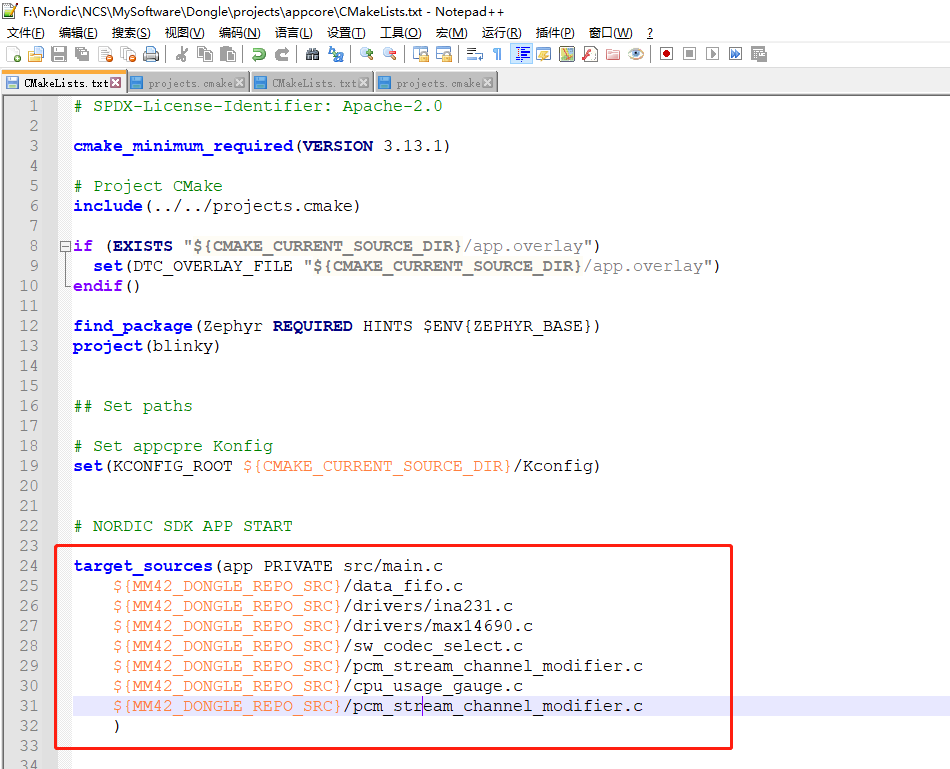 F:\Nordic\NCS\MySoftware\Dongle\projects\appcore\CMakeLists.txt - Notepad++
文件(F) 编辑(E) 搜索(S) 视图(V) 编码(N) 语言(L) 设置(T) 工具(O) 宏(M) 运行(R) 插件(P) 窗口(W) ?
CMakeLists.txt projects.cmake CMakeLists.txt projects.cmake
1 # SPDX-License-Identifier: Apache-2.0
2
3 cmake_minimum_required(VERSION 3.13.1)
4
5 # Project CMake
6 include(../../projects.cmake)
7
8 if (EXISTS "${CMAKE_CURRENT_SOURCE_DIR}/app.overlay")
9 set(DTC_OVERLAY_FILE "${CMAKE_CURRENT_SOURCE_DIR}/app.overlay")
10 endif()
11
12 find_package(Zephyr REQUIRED HINTS $ENV{ZEPHYR_BASE})
13 project(blinky)
14
15
16 ## Set paths
17
18 # Set appcpre Konfig
19 set(KCONFIG_ROOT ${CMAKE_CURRENT_SOURCE_DIR}/Kconfig)
20
21
22 # NORDIC SDK APP START
23
24 target_sources(app PRIVATE src/main.c
25 ${MM42_DONGLE_REPO_SRC}/data_fifo.c
26 ${MM42_DONGLE_REPO_SRC}/drivers/ina231.c
27 ${MM42_DONGLE_REPO_SRC}/drivers/max14690.c
28 ${MM42_DONGLE_REPO_SRC}/sw_codec_select.c
29 ${MM42_DONGLE_REPO_SRC}/pcm_stream_channel_modifier.c
30 ${MM42_DONGLE_REPO_SRC}/cpu_usage_gauge.c
31 ${MM42_DONGLE_REPO_SRC}/pcm_stream_channel_modifier.c
32 )
33
34